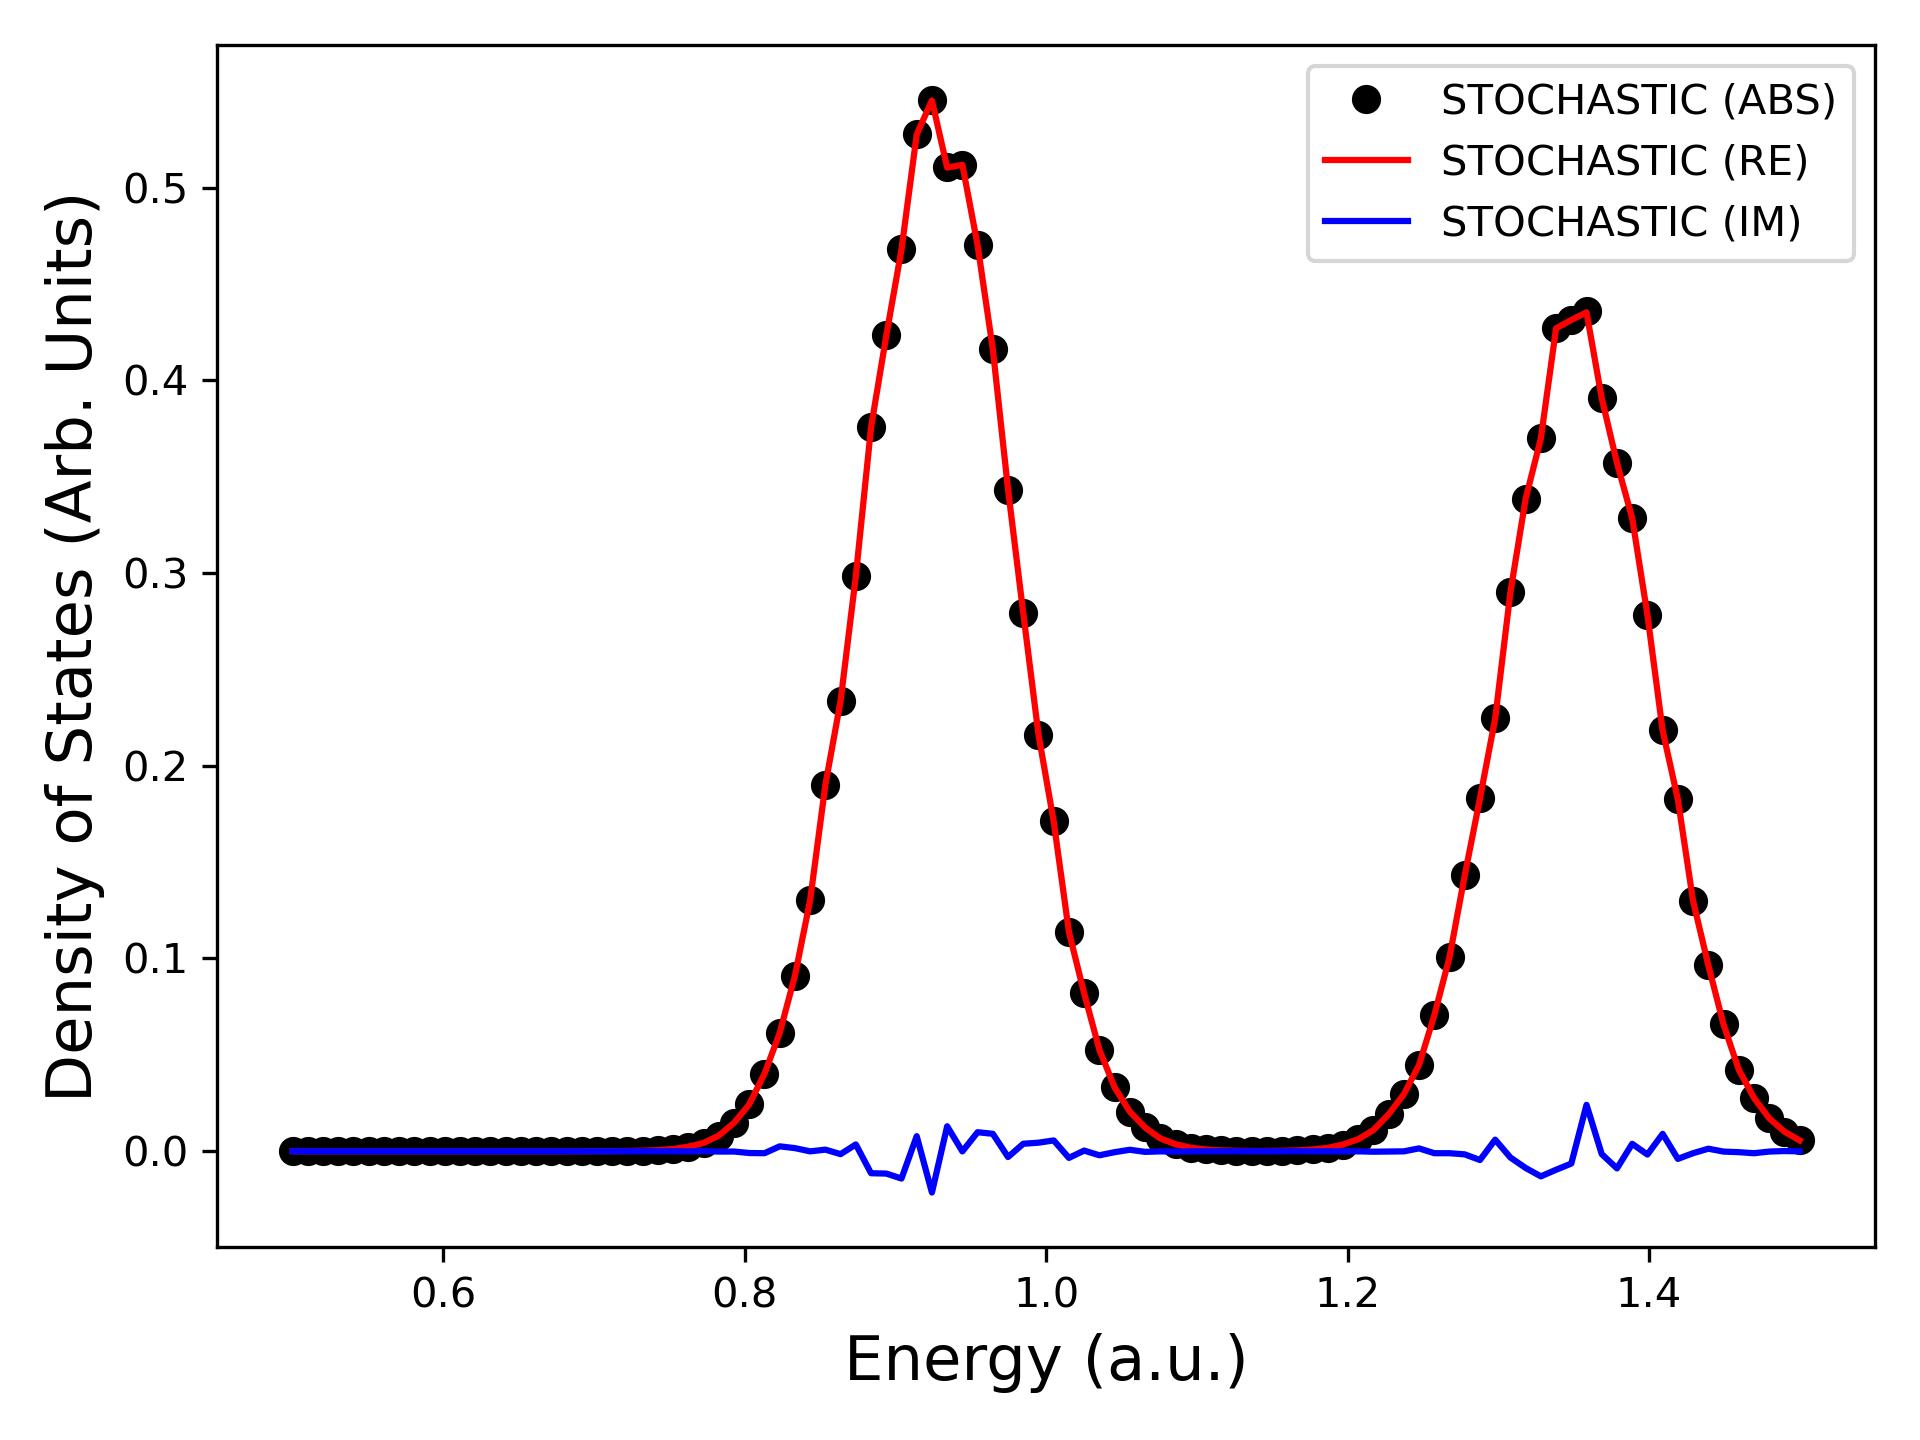 STOCHASTIC (ABS)
STOCHASTIC (RE)
STOCHASTIC (IM)
Density of States (Arb. Units)
0.5
0.4
0.3
0.2
0.1
0.0
0.6 0.8 1.0 1.2 1.4
Energy (a.u.)